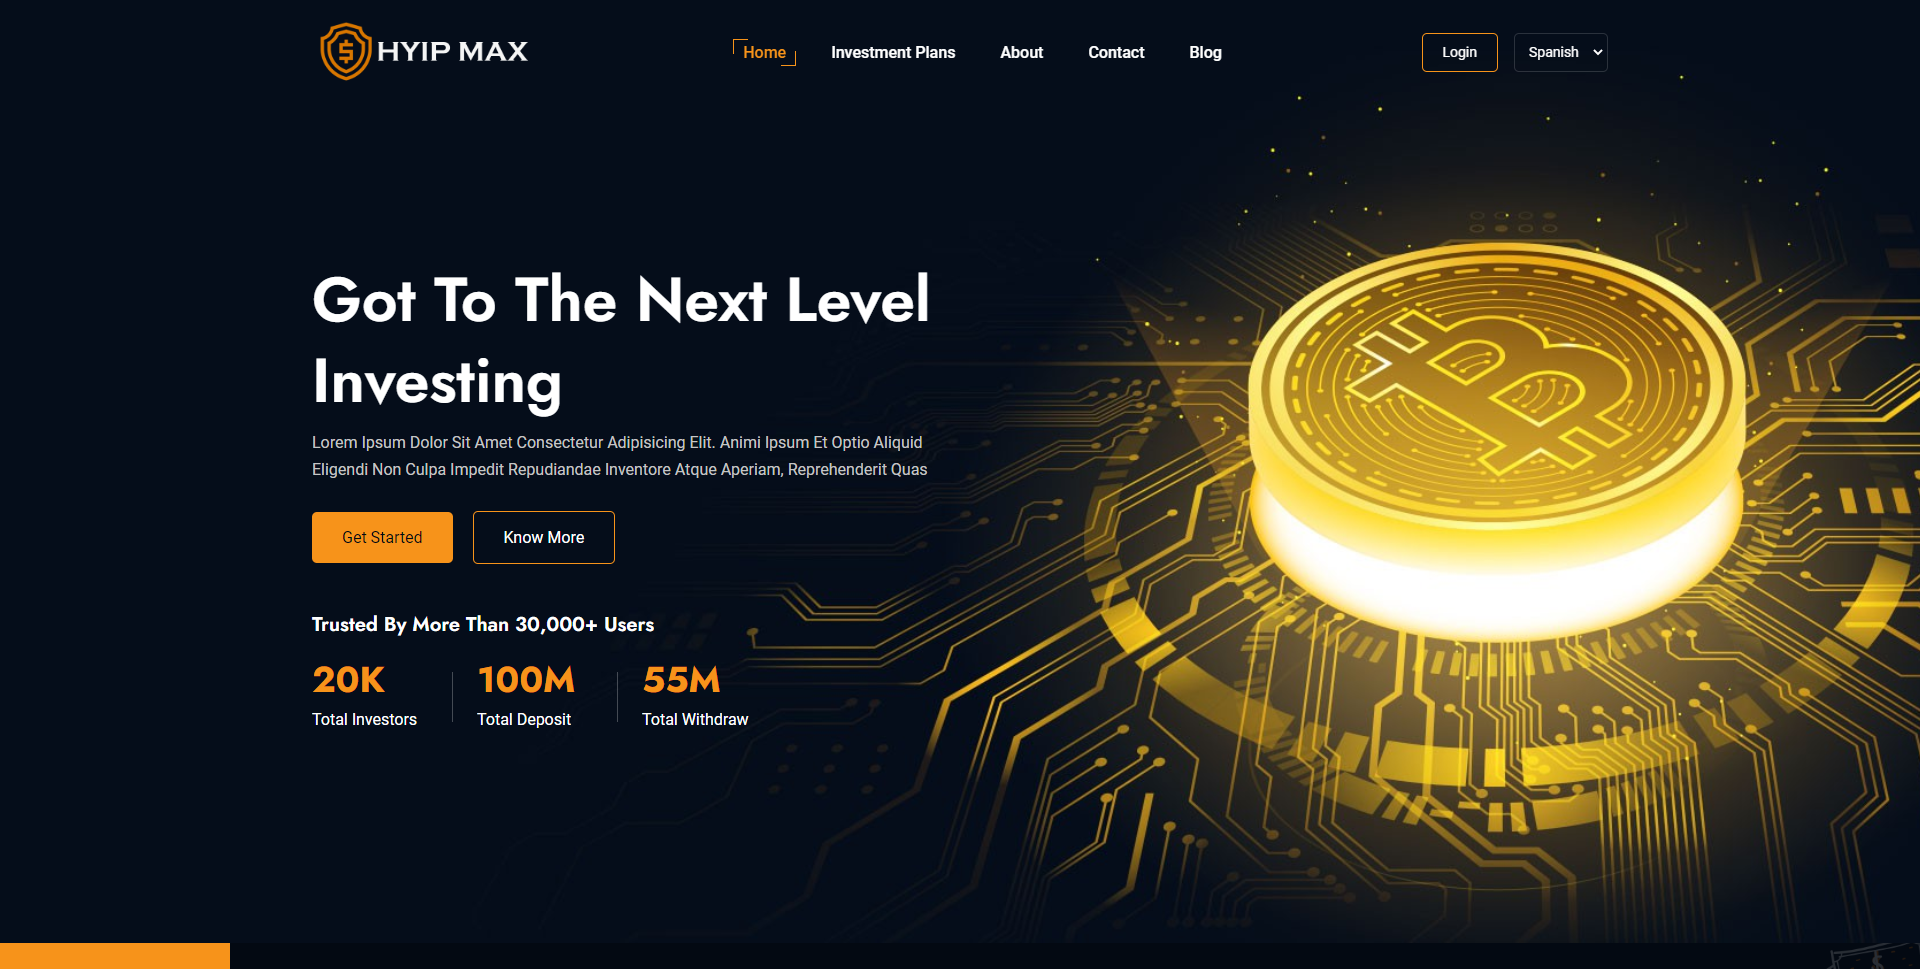 HYIP MAX
Home
Investment Plans
About
Contact
Blog
Login
Spanish
Got To The Next Level
Investing
Lorem Ipsum Dolor Sit Amet Consectetur Adipisicing Elit. Animi Ipsum Et Optio Aliquid
Eligendi Non Culpa Impedit Repudiandae Inventore Atque Aperiam, Reprehenderit Quas
Get Started
Know More
Trusted By More Than 30,000+ Users
20K
100M
55M
Total Investors
Total Deposit
Total Withdraw